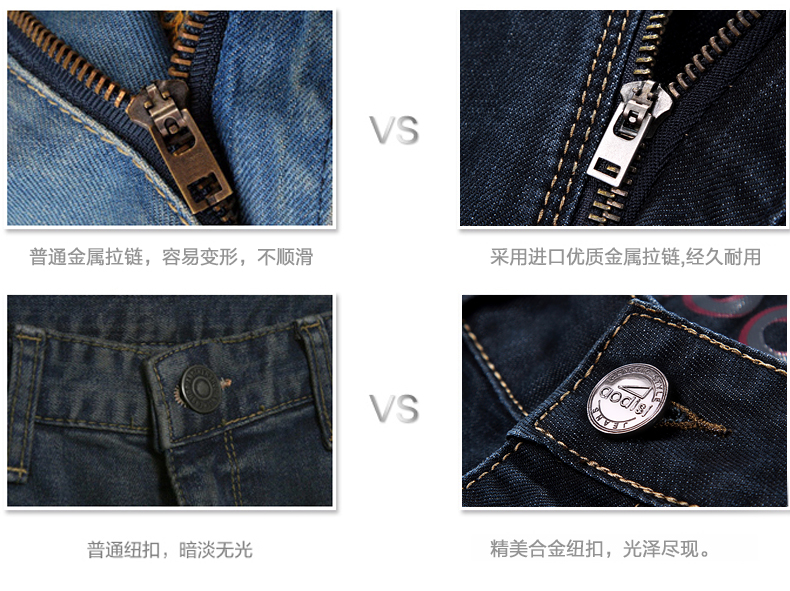 VS
普通金属拉链，容易变形，不顺滑
采用进口优质金属拉链,经久耐用
VS
JEANS
普通纽扣，暗淡无光
精美合金纽扣，光泽尽现。